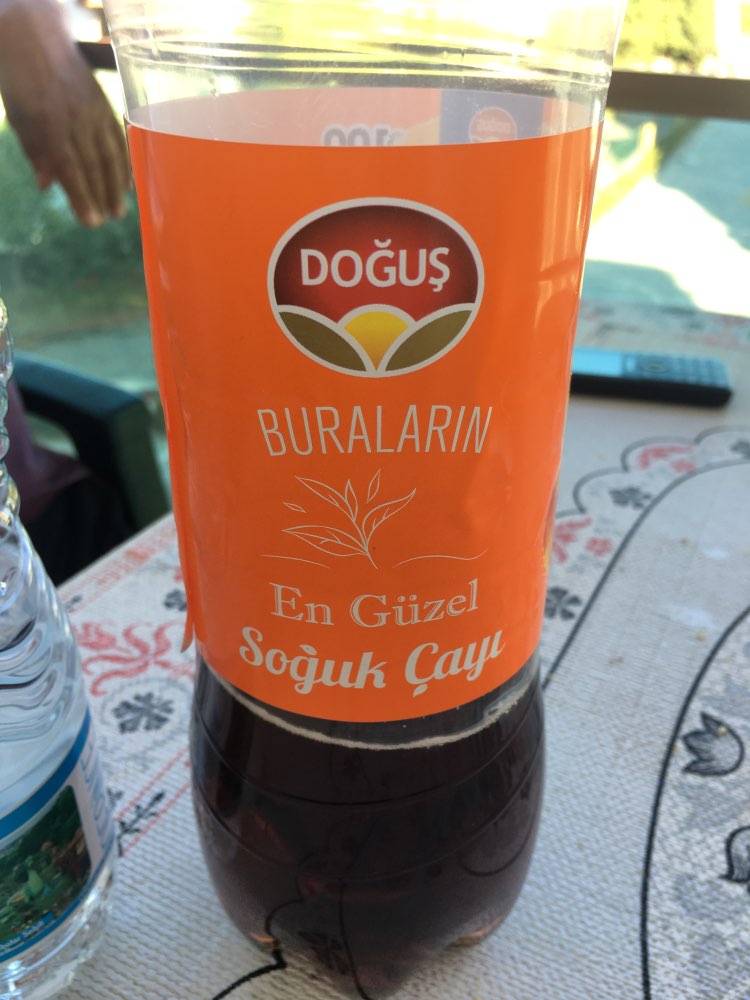 DOĞUŞ
BURALARIN
En Güzel
Soğuk Çayı